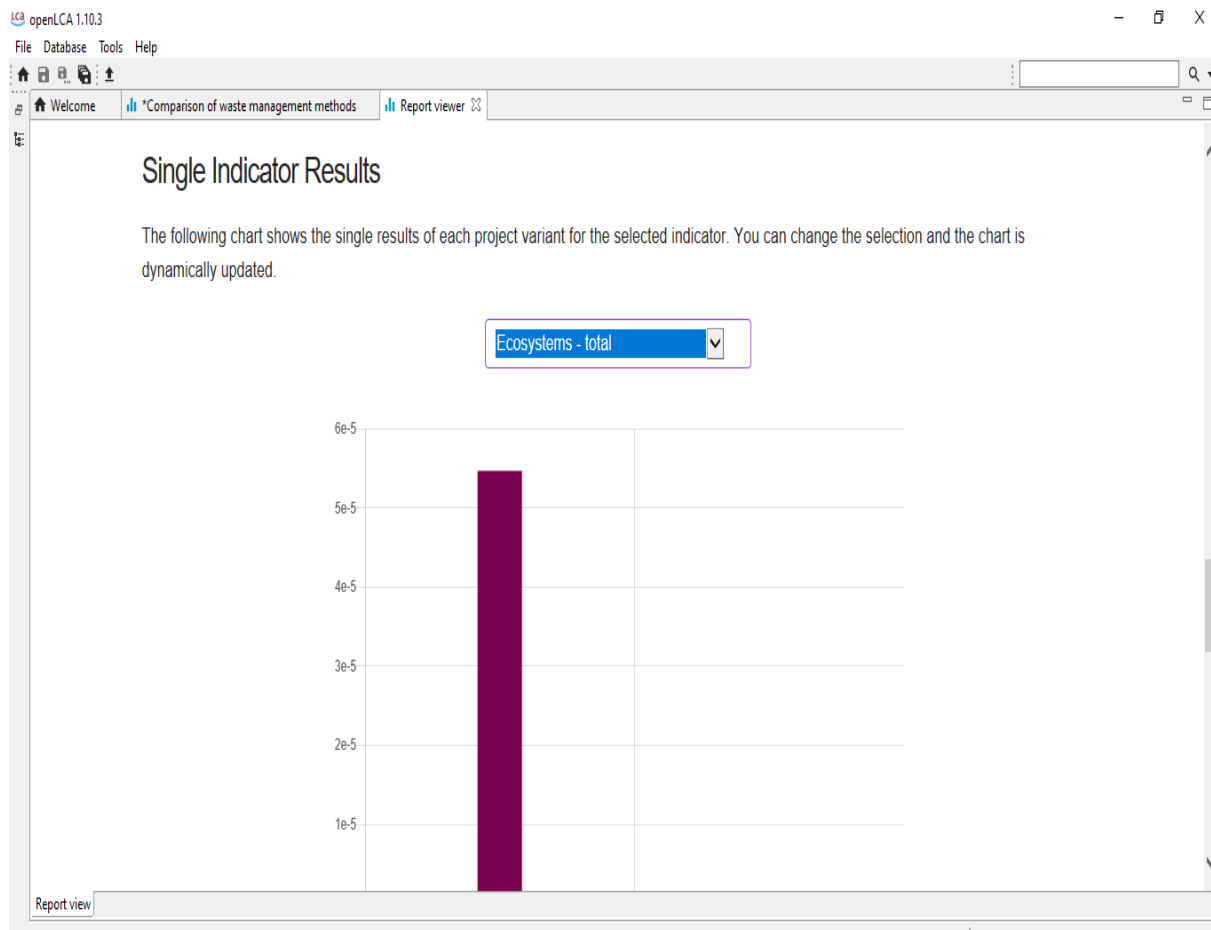 LCA openLCA 1.10.3
File Database Tools Help
Welcome *Comparison of waste management methods Report viewer
Single Indicator Results
The following chart shows the single results of each project variant for the selected indicator. You can change the selection and the chart is
dynamically updated.
Ecosystems - total
6e-5
5e-5
4e-5
3e-5
2e-5
1e-5
Report view